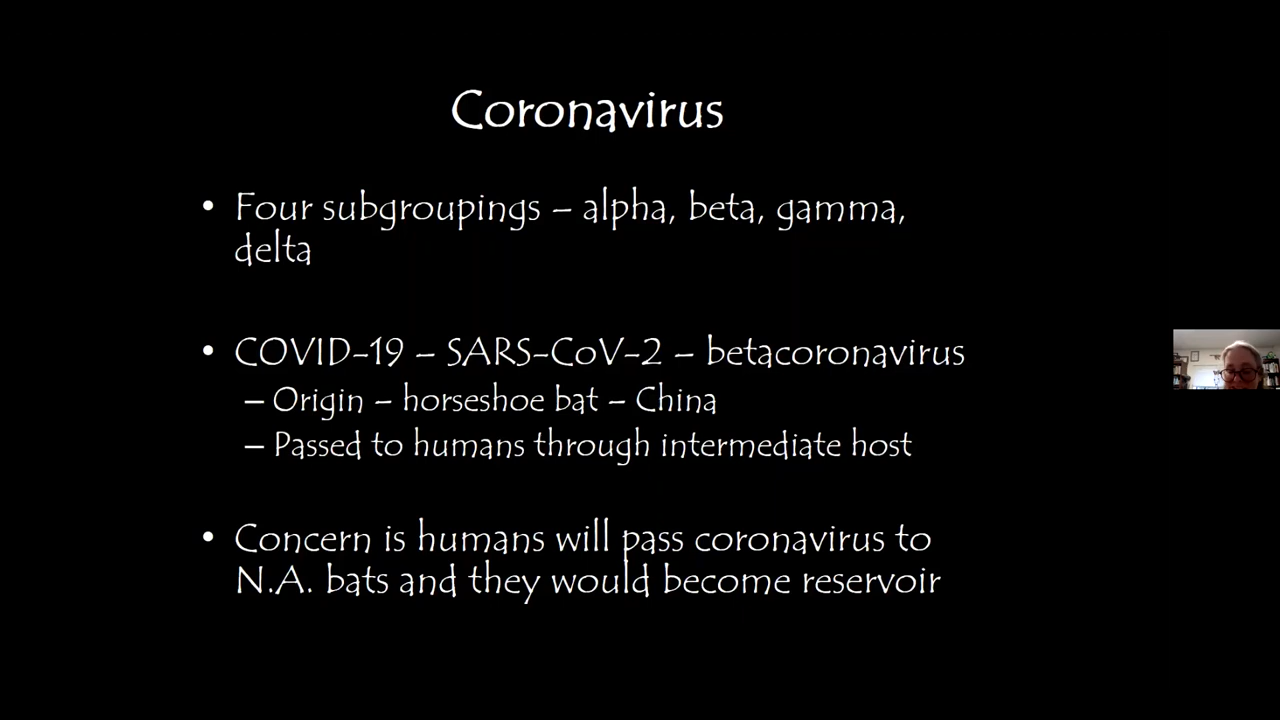 Coronavirus
• Four subgroupings – alpha, beta, gamma,
delta
• COVID-19 – SARS-CoV-2 – betacoronavirus
– Origin – horseshoe bat – China
– Passed to humans through intermediate host
• Concern is humans will pass coronavirus to
N.A. bats and they would become reservoir